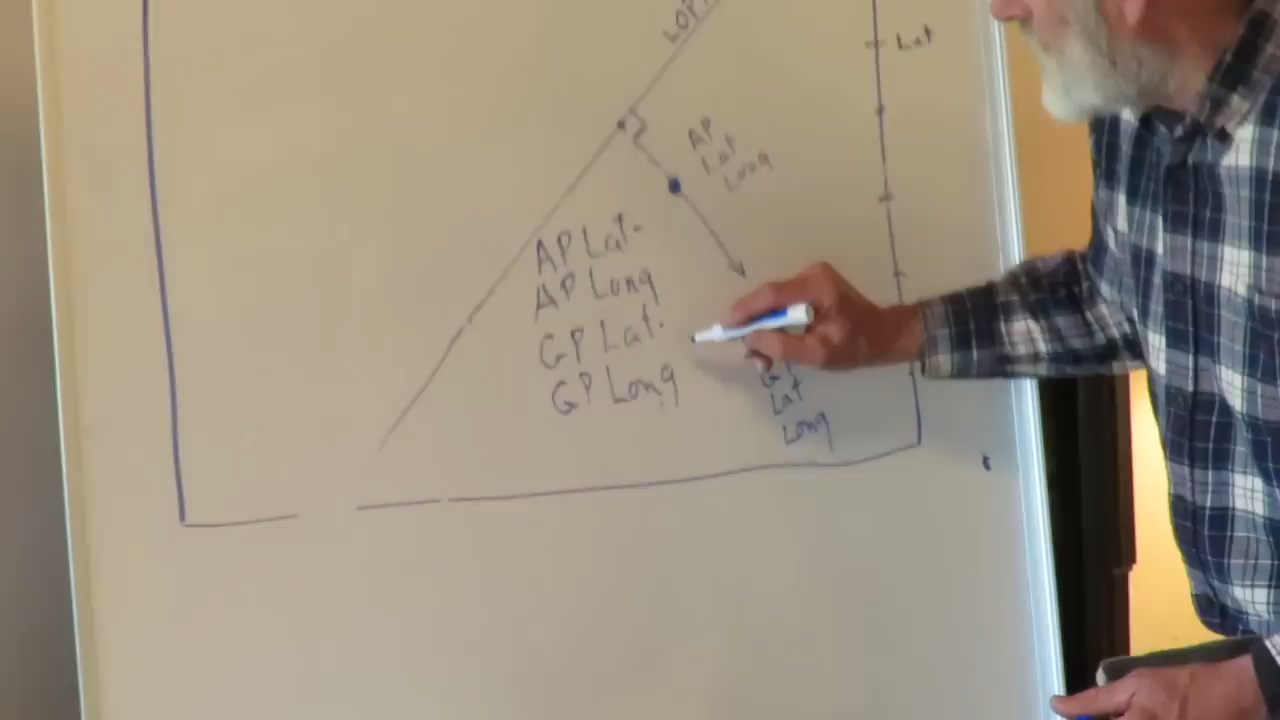 LOP
Lat
AP
Lat
Long
AP Lat.
AP Long
GP Lat.
GP Long
Lat
Long